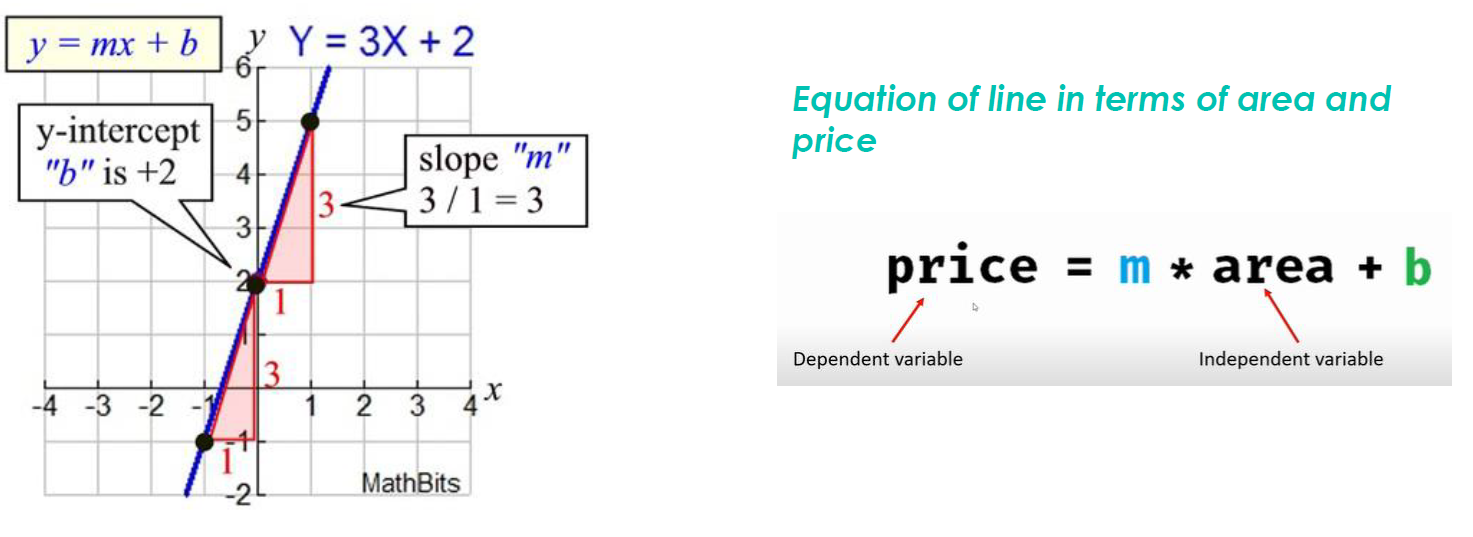 y = mx + b
y Y = 3X + 2
6
y-intercept
"b" is +2
5
slope "m"
3 / 1 = 3
4
3
3
2
1
1
3
-4 -3 -2 -1 1 2 3 4 x
-1
1
MathBits
-2
Equation of line in terms of area and
price
price = m * area + b
Dependent variable
Independent variable